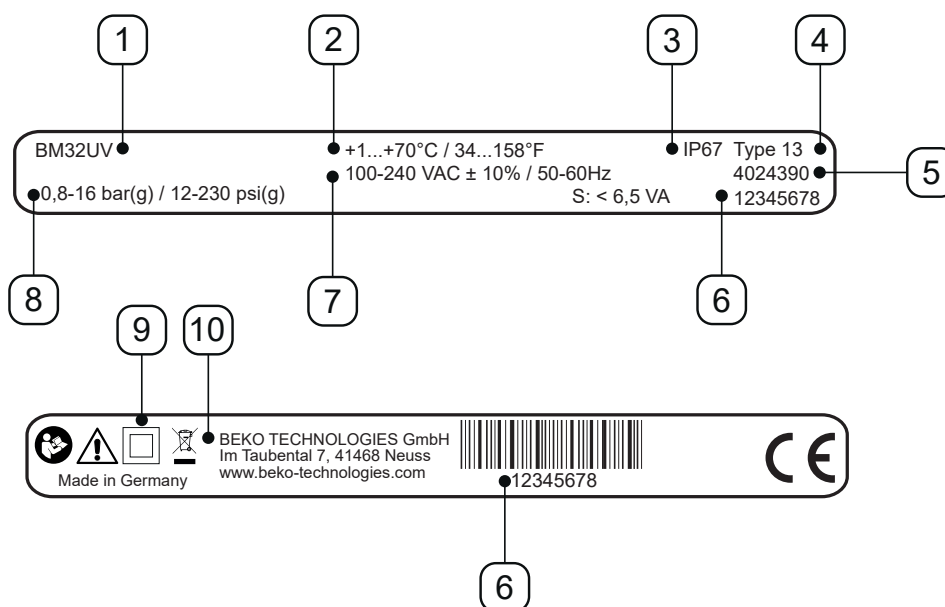 1 2 3 4
BM32UV +1...+70°C / 34...158°F IP67 Type 13
100-240 VAC ± 10% / 50-60Hz 4024390 5
0,8-16 bar(g) / 12-230 psi(g) S: < 6,5 VA 12345678
8 7 6
9 10
BEKO TECHNOLOGIES GmbH
Im Taubental 7, 41468 Neuss
Made in Germany www.beko-technologies.com
12345678
CE
6